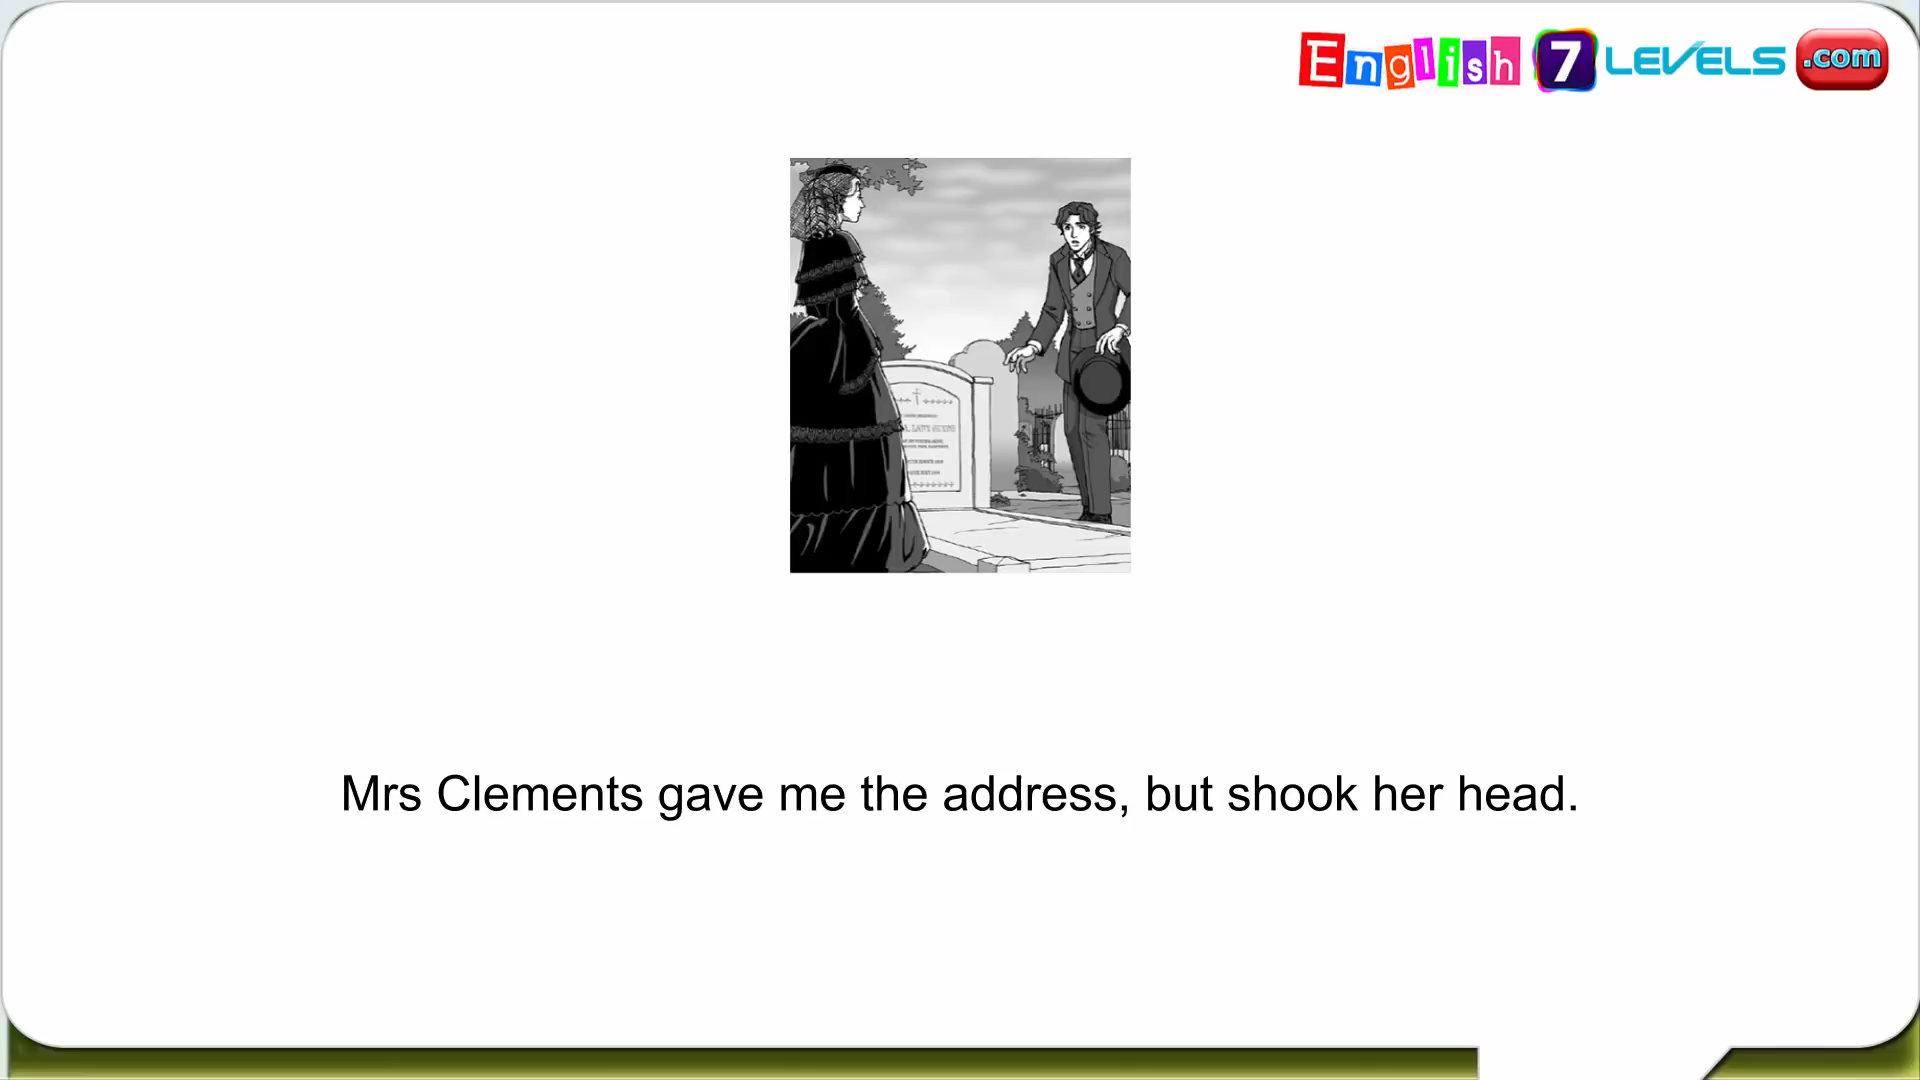 English 7 LEVELS .com
Mrs Clements gave me the address, but shook her head.